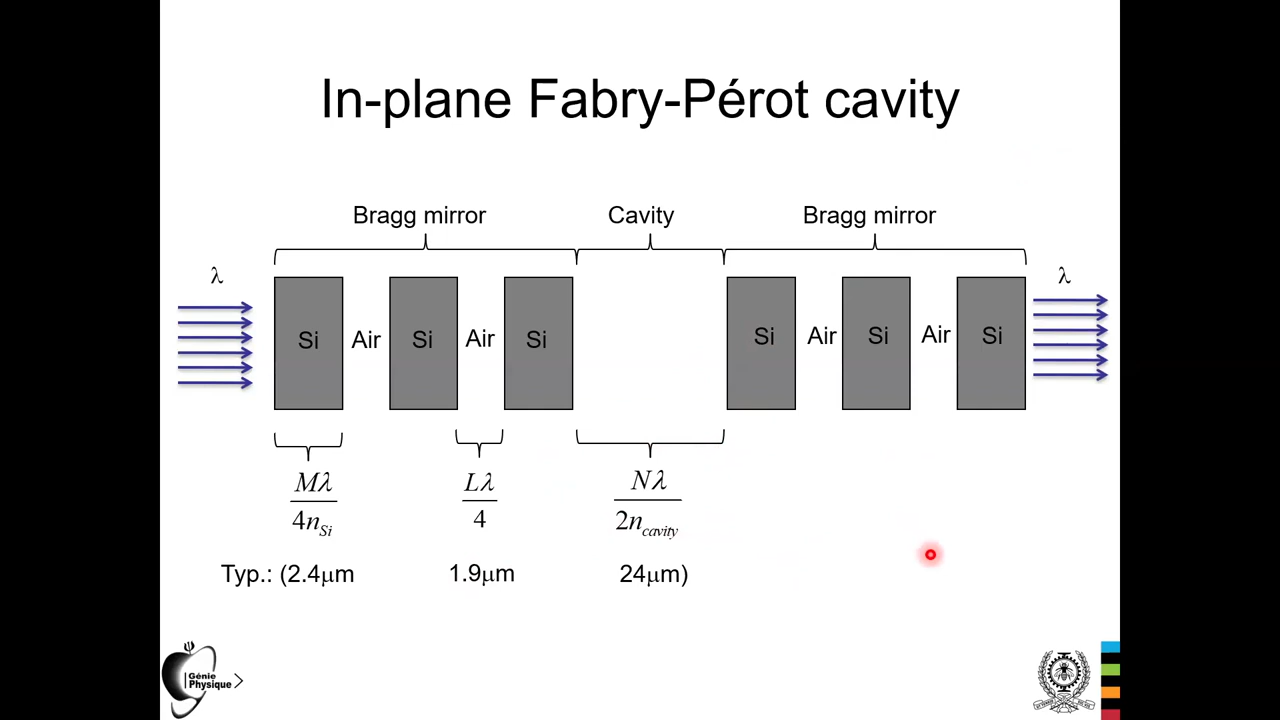 In-plane Fabry-Pérot cavity
Bragg mirror Cavity Bragg mirror
λ λ
Si Air Si Air Si Si Air Si Air Si
Mλ/4n_Si Lλ/4 Nλ/2n_cavity
Typ.: (2.4μm 1.9μm 24μm)
Génie
Physique